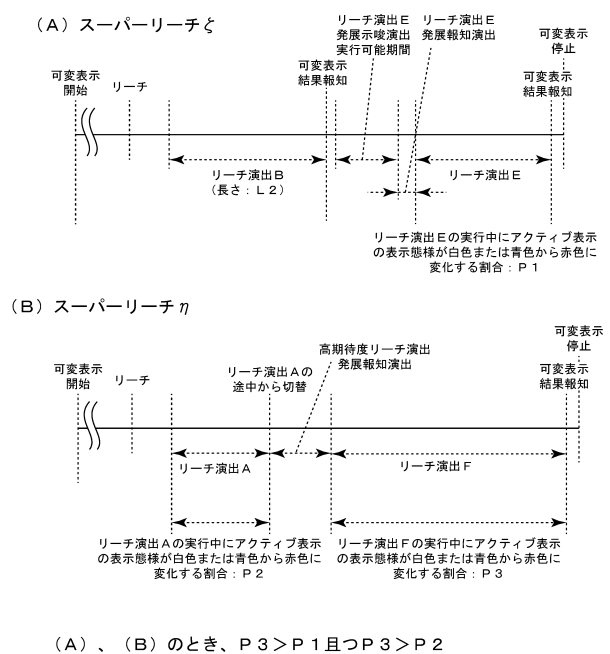 （Ａ）スーパーリーチζ
リーチ演出Ｅ
発展示唆演出
実行可能期間
リーチ演出Ｅ
発展報知演出
可変表示
停止
可変表示
開始
リーチ
可変表示
結果報知
可変表示
結果報知
リーチ演出Ｂ
（長さ：Ｌ２）
リーチ演出Ｅ
リーチ演出Ｅの実行中にアクティブ表示
の表示態様が白色または青色から赤色に
変化する割合：Ｐ１
（Ｂ）スーパーリーチη
可変表示
停止
高期待度リーチ演出
発展報知演出
可変表示
開始
リーチ
リーチ演出Ａの
途中から切替
可変表示
結果報知
リーチ演出Ａ
リーチ演出Ｆ
リーチ演出Ａの実行中にアクティブ表示
の表示態様が白色または青色から赤色に
変化する割合：Ｐ２
リーチ演出Ｆの実行中にアクティブ表示
の表示態様が白色または青色から赤色に
変化する割合：Ｐ３
（Ａ）、（Ｂ）のとき、Ｐ３＞Ｐ１且つＰ３＞Ｐ２